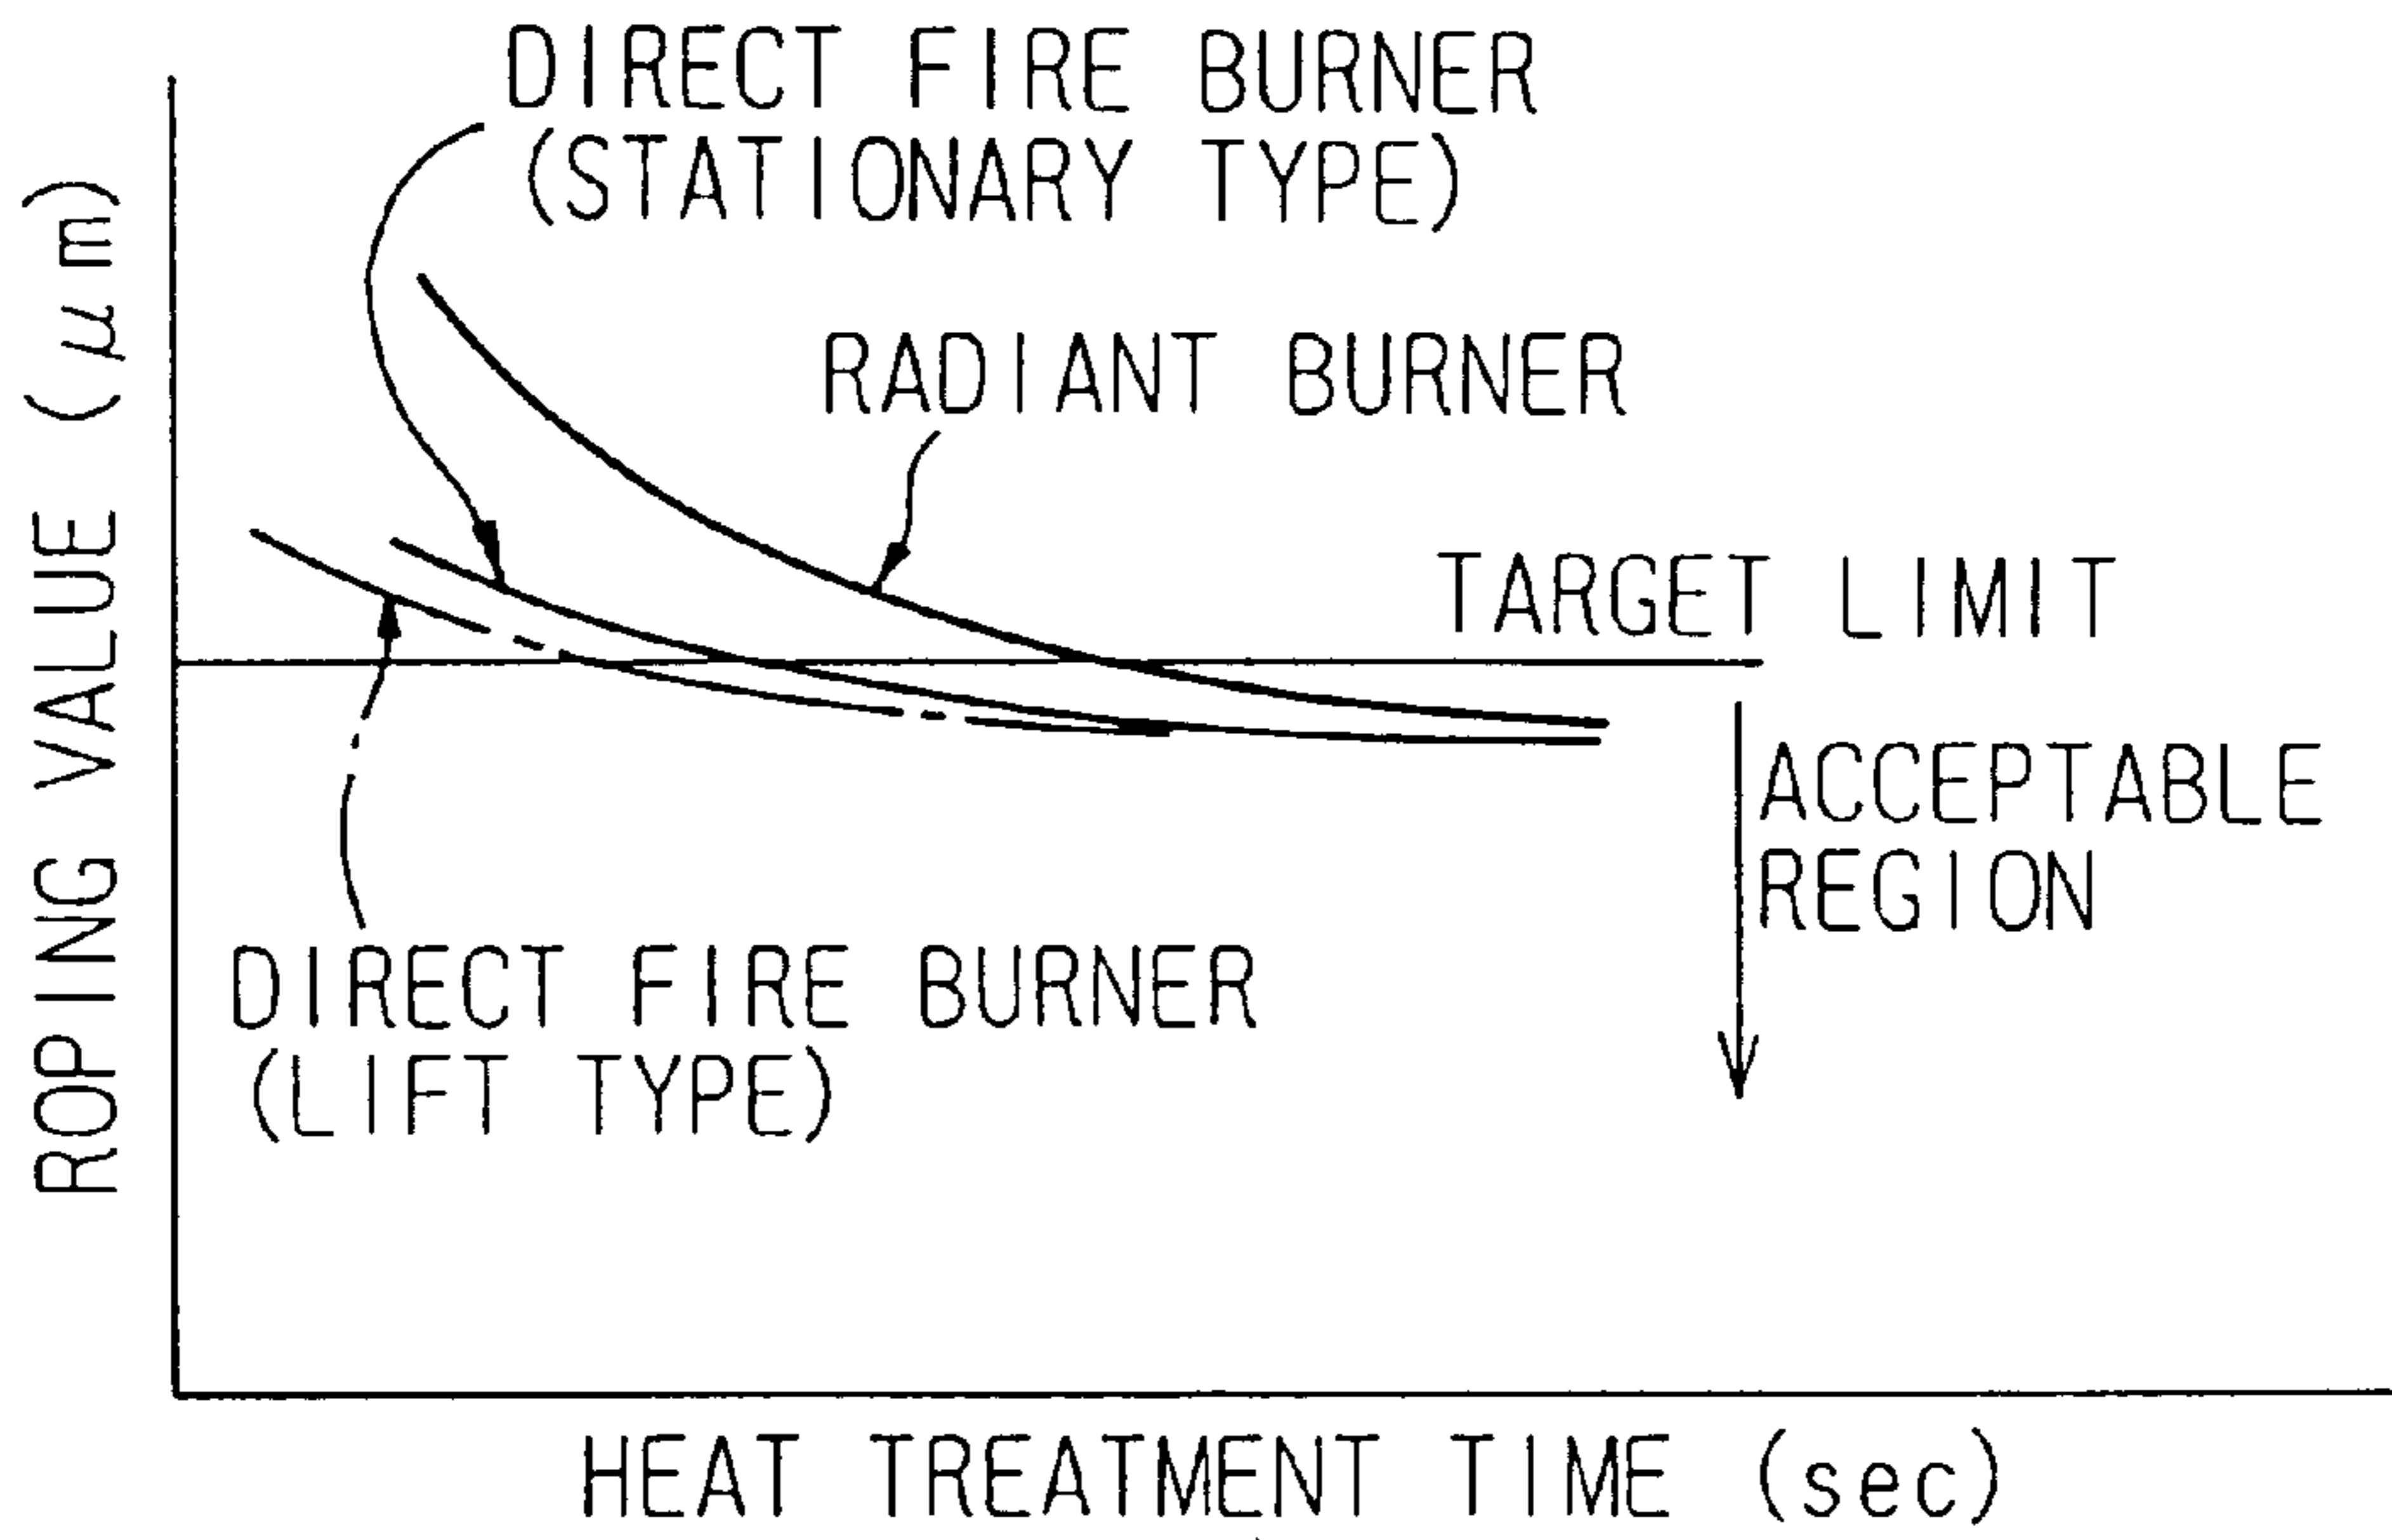 DIRECT FIRE BURNER
(STATIONARY TYPE)
RADIANT BURNER
TARGET LIMIT
ACCEPTABLE
REGION
DIRECT FIRE BURNER
(LIFT TYPE)
ROPING VALUE (μm)
HEAT TREATMENT TIME (sec)